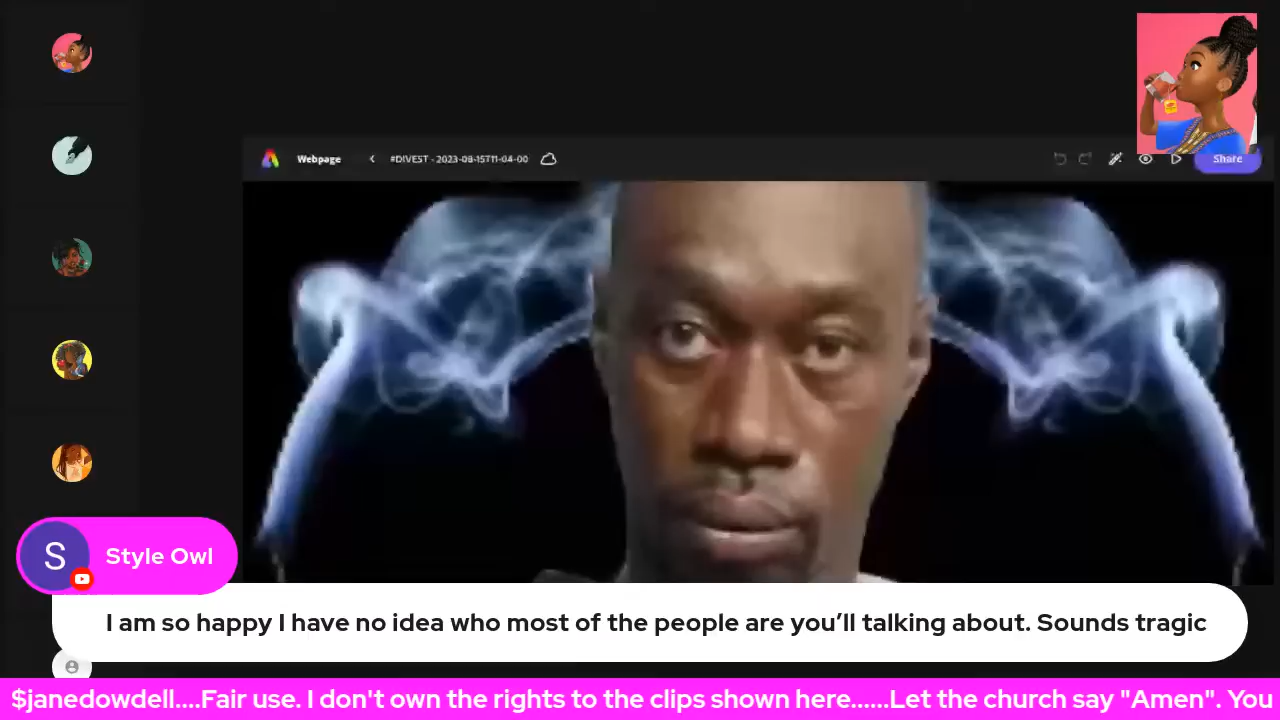 Webpage
#DIVEST - 2023-08-15T11-04-00
Share
S
Style Owl
I am so happy I have no idea who most of the people are you’ll talking about. Sounds tragic
$janedowdell....Fair use. I don't own the rights to the clips shown here......Let the church say "Amen". You